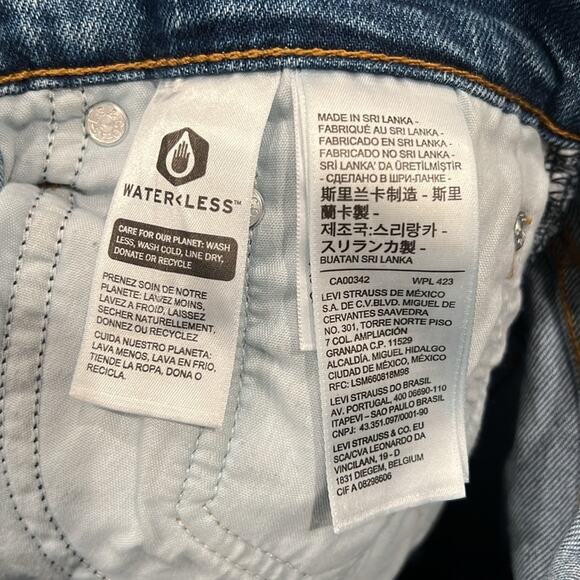 WATER<LESS™
CARE FOR OUR PLANET: WASH
LESS, WASH COLD, LINE DRY,
DONATE OR RECYCLE
PRENEZ SOIN DE NOTRE
PLANETE: LAVEZ MOINS,
LAVEZ A FROID, LAISSEZ
SECHER NATURELLEMENT,
DONNEZ OU RECYCLEZ
CUIDA NUESTRO PLANETA:
LAVA MENOS, LAVA EN FRIO,
TIENDE LA ROPA, DONA O
RECICLA.
MADE IN SRI LANKA -
FABRIQUÉ AU SRI LANKA -
FABRICADO EN SRI LANKA -
FABRICADO NO SRI LANKA -
SRİ LANKA' DA ÜRETİLMİŞTİR
- СДЕЛАНО В ШРИ-ЛАНКЕ -
斯里兰卡制造 - 斯里
蘭卡製 -
제조국:스리랑카 -
スリランカ製 -
BUATAN SRI LANKA
CA00342 WPL 423
LEVI STRAUSS DE MÉXICO
S.A. DE C.V.BLVD. MIGUEL DE
CERVANTES SAAVEDRA
NO. 301, TORRE NORTE PISO
7 COL. AMPLIACIÓN
GRANADA C.P. 11529
ALCALDÍA. MIGUEL HIDALGO
CIUDAD DE MÉXICO, MÉXICO
RFC: LSM660818M98
LEVI STRAUSS DO BRASIL
AV. PORTUGAL, 400 06690-110
ITAPEVI - SAO PAULO BRASIL
CNPJ: 43.351.097/0001-90
LEVI STRAUSS & CO. EU
SCA/CVA LEONARDO DA
VINCILAAN, 19 - D
1831 DIEGEM, BELGIUM
CIF A 08298606